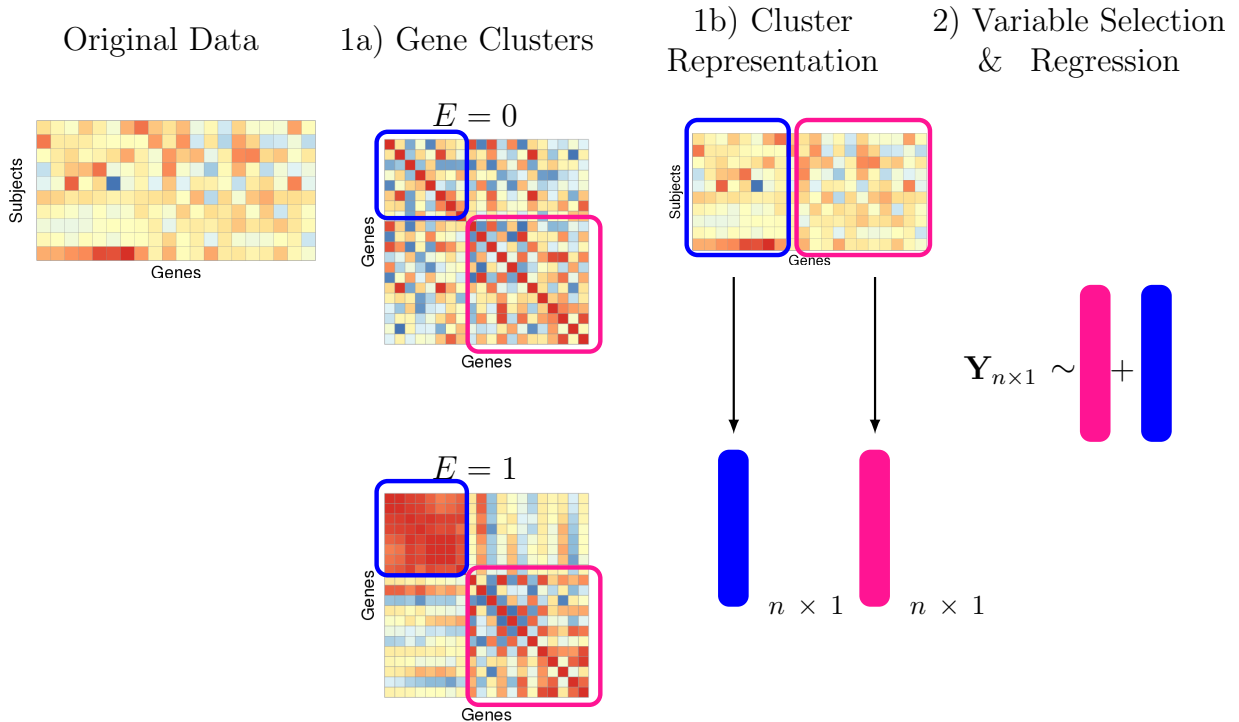 Original Data
1a) Gene Clusters
1b) Cluster
Representation
2) Variable Selection
& Regression
Subjects
Genes
E = 0
Genes
Genes
E = 1
Genes
Genes
Subjects
Genes
n × 1
n × 1
Y_{n×1} ~ +